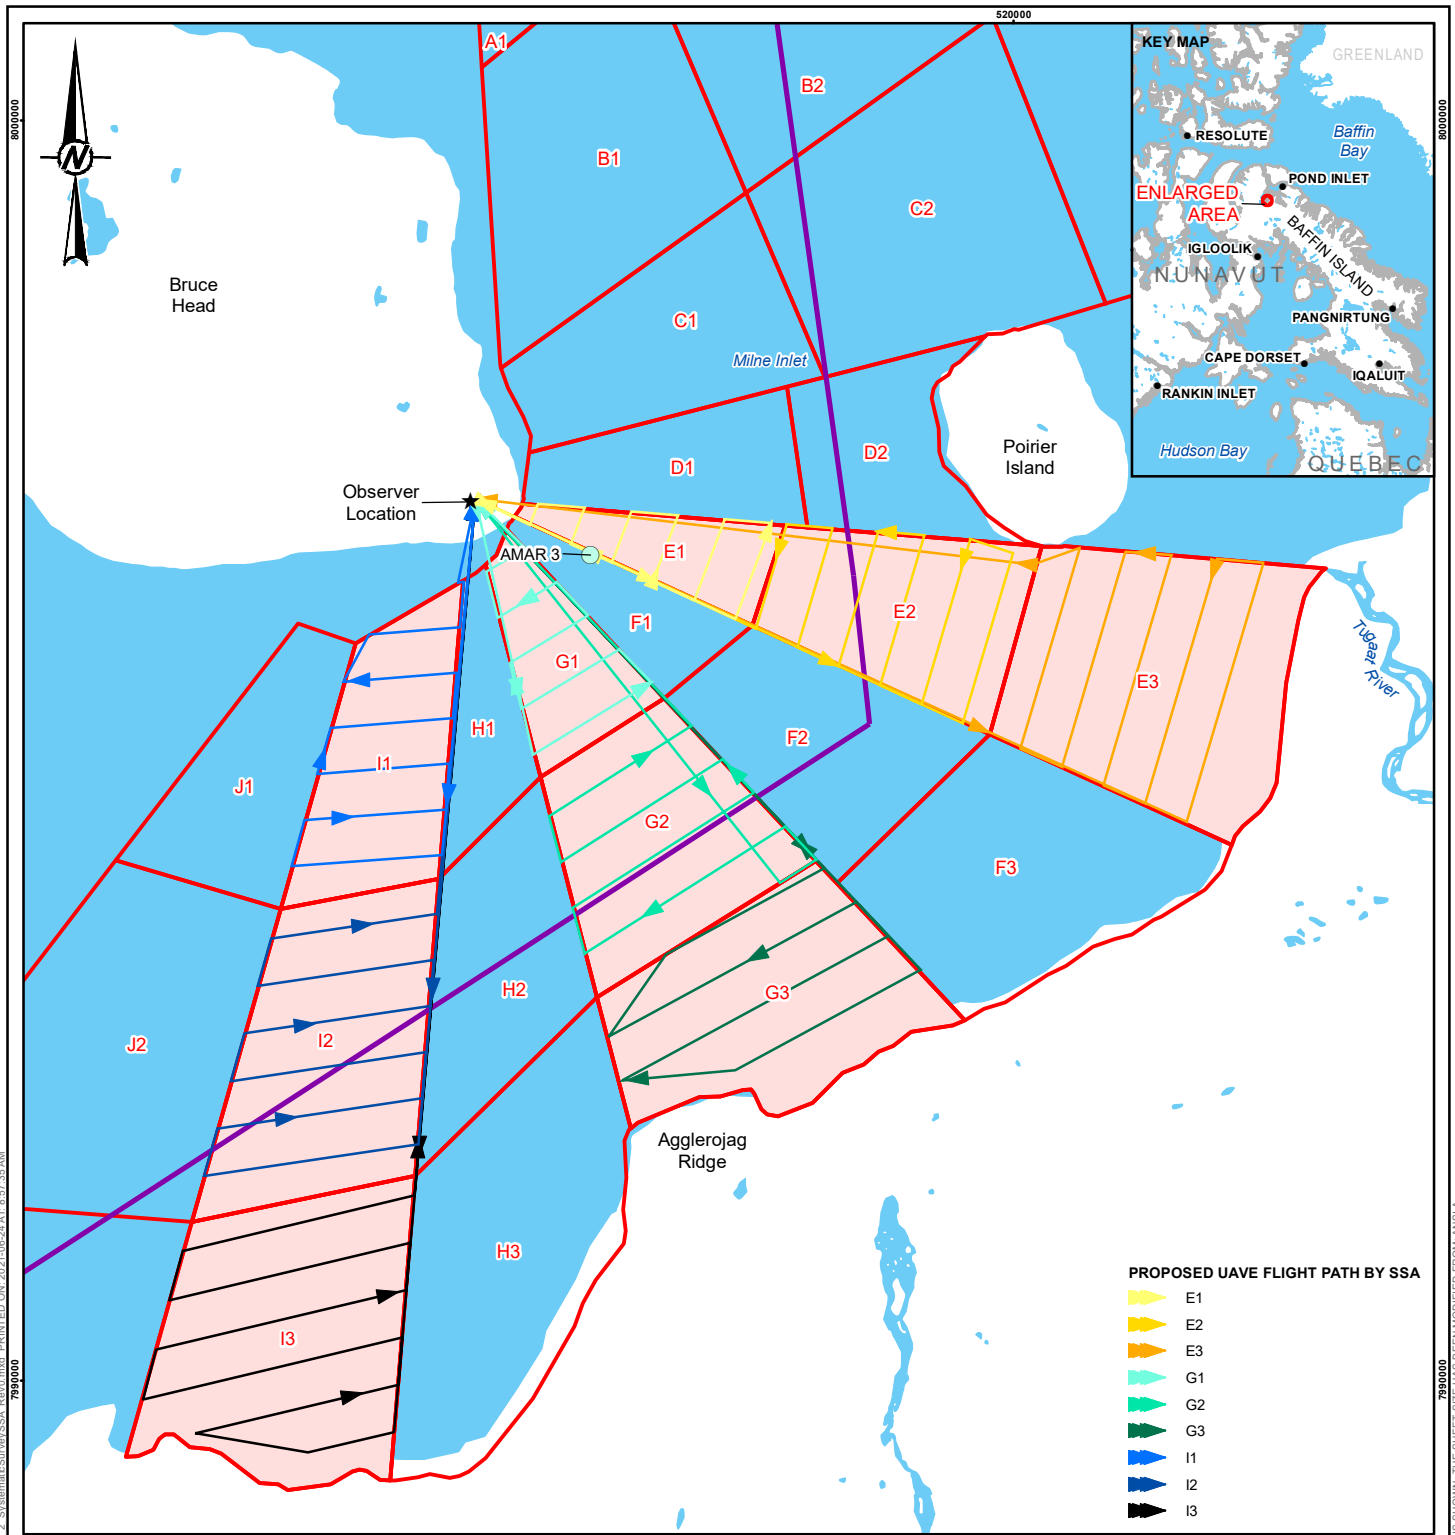 520000
8000000
8000000
7990000
7990000
A1
B1
B2
C1
C2
D1
D2
E1
E2
E3
F1
F2
F3
G1
G2
G3
H1
H2
H3
I1
I2
I3
J1
J2
N
Bruce
Head
Milne Inlet
Poirier
Island
Observer
Location
AMAR 3
Tugaat River
Agglerojag
Ridge
KEY MAP
GREENLAND
Baffin
Bay
RESOLUTE
POND INLET
ENLARGED
AREA
BAFFIN ISLAND
IGLOOLIK
NUNAVUT
PANGNIRTUNG
CAPE DORSET
IQALUIT
RANKIN INLET
Hudson Bay
QUEBEC
PROPOSED UAVE FLIGHT PATH BY SSA
E1
E2
E3
G1
G2
G3
I1
I2
I3